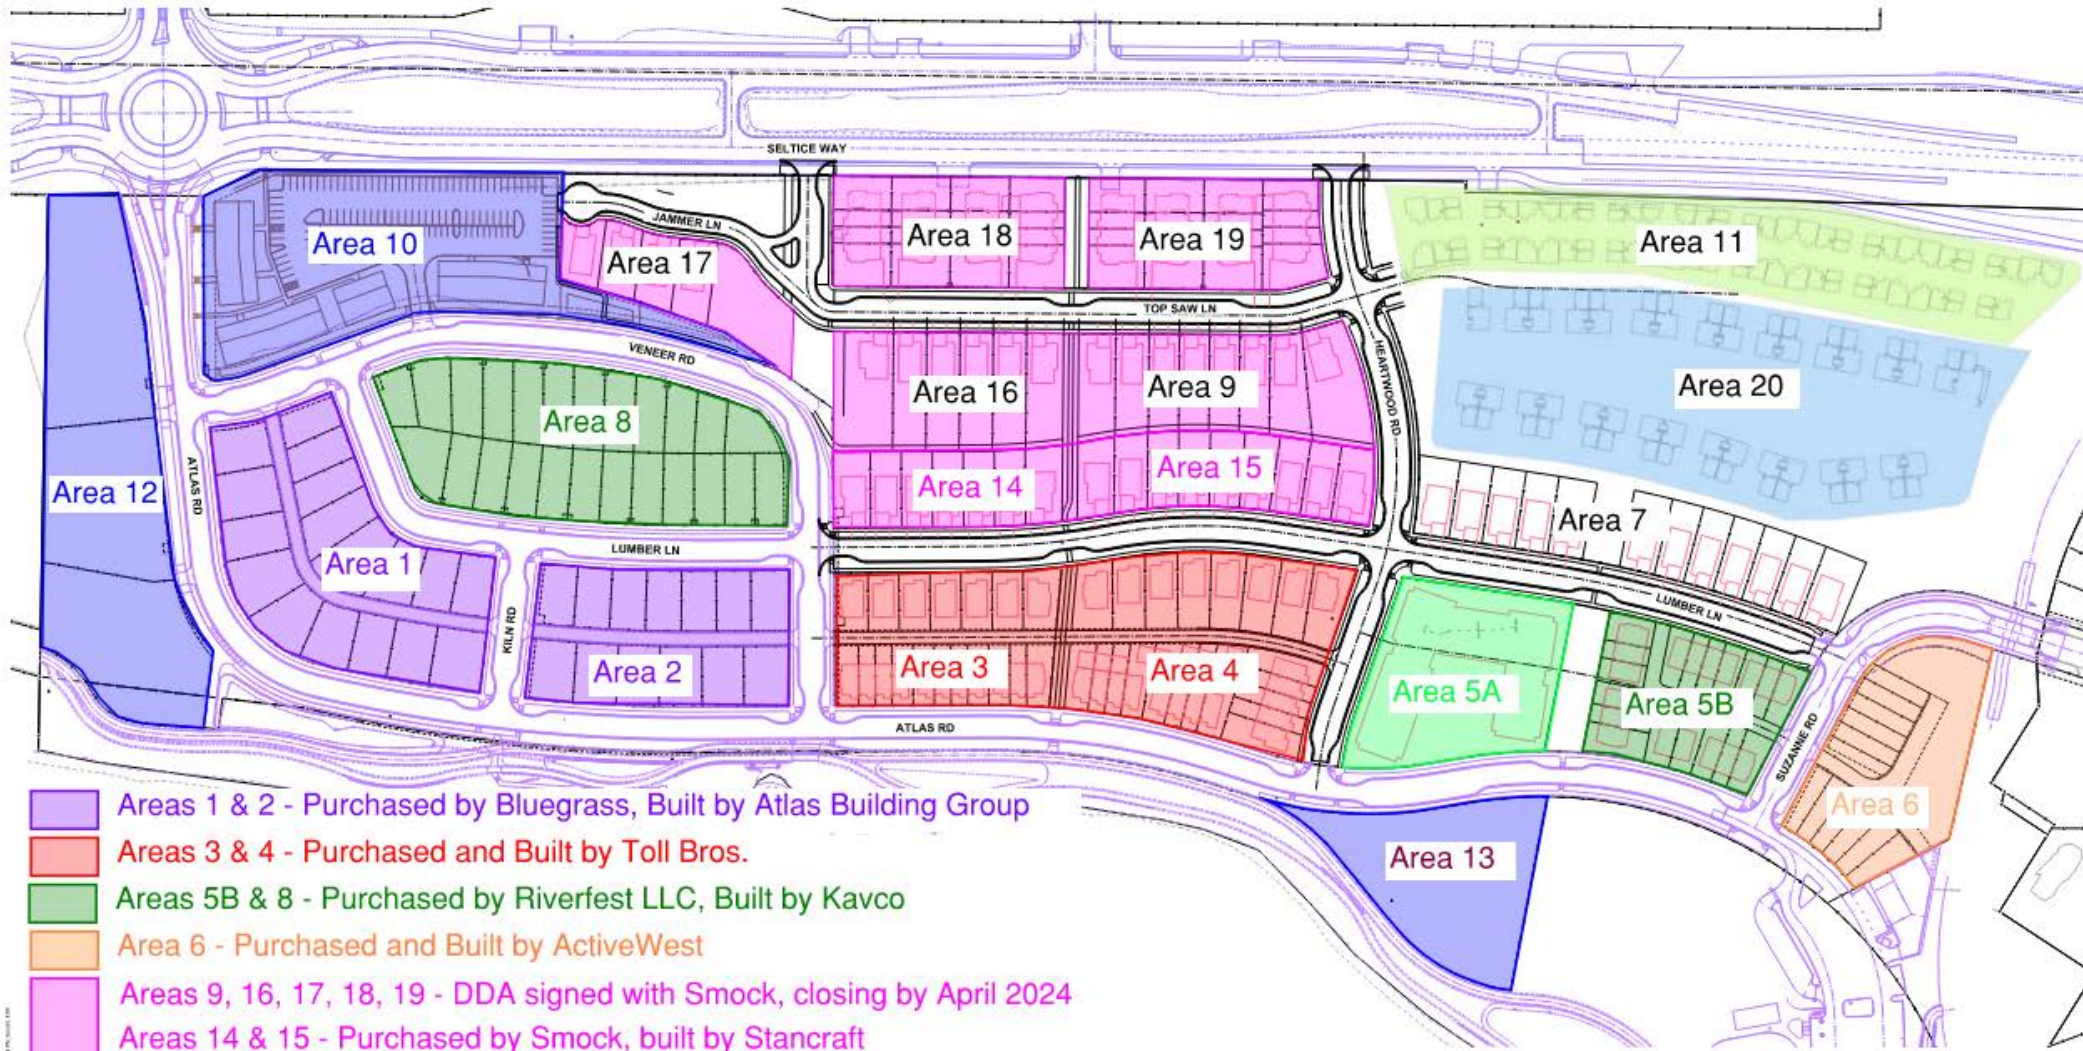 SELTICE WAY
JAMMER LN
Area 10
Area 17
Area 18
Area 19
Area 11
TOP SAW LN
VENEER RD
HEARTWOOD RD
Area 16
Area 9
Area 20
Area 8
Area 12
ATLAS RD
Area 14
Area 15
Area 7
Area 1
LUMBER LN
KILN RD
Area 2
Area 3
Area 4
LUMBER LN
Area 5A
Area 5B
SUZANNE RD
ATLAS RD
Area 6
Area 13
Areas 1 & 2 - Purchased by Bluegrass, Built by Atlas Building Group
Areas 3 & 4 - Purchased and Built by Toll Bros.
Areas 5B & 8 - Purchased by Riverfest LLC, Built by Kavco
Area 6 - Purchased and Built by ActiveWest
Areas 9, 16, 17, 18, 19 - DDA signed with Smock, closing by April 2024
Areas 14 & 15 - Purchased by Smock, built by Stancraft